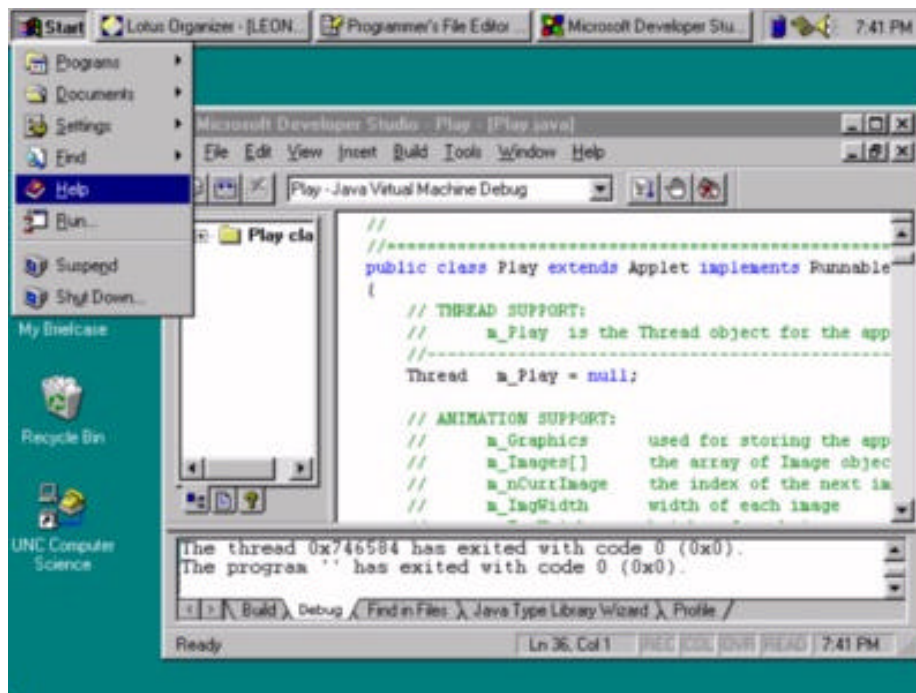 Start Lotus Organizer - [LEON... Programmer's File Editor ... Microsoft Developer Stu... 7:41 PM
Programs
Documents
Settings
Find
Help
Run...
Suspend
Shut Down...
My Briefcase
Recycle Bin
UNC Computer
Science
Microsoft Developer Studio - Play - [Play.java]
File Edit View Insert Build Tools Window Help
Play - Java Virtual Machine Debug
Play cla
//
//==================================================
public class Play extends Applet implements Runnable
{
// THREAD SUPPORT:
// m_Play is the Thread object for the app
//--------------------------------------------------
Thread m_Play = null;
// ANIMATION SUPPORT:
// m_Graphics used for storing the app
// m_Images[] the array of Image objec
// m_nCurrImage the index of the next im
// m_ImgWidth width of each image
The thread 0x746584 has exited with code 0 (0x0).
The program '' has exited with code 0 (0x0).
Build Debug Find in Files Java Type Library Wizard Profile
Ready Ln 36, Col 1 REC COL OVR READ 7:41 PM